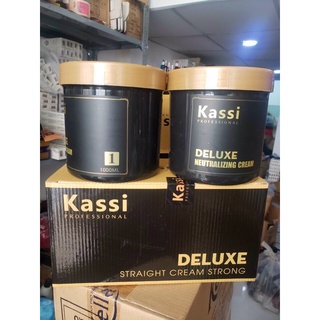 1
1000ML
Kassi
PROFESSIONAL
DELUXE
NEUTRALIZING CREAM
Kassi
PROFESSIONAL
DELUXE
STRAIGHT CREAM STRONG